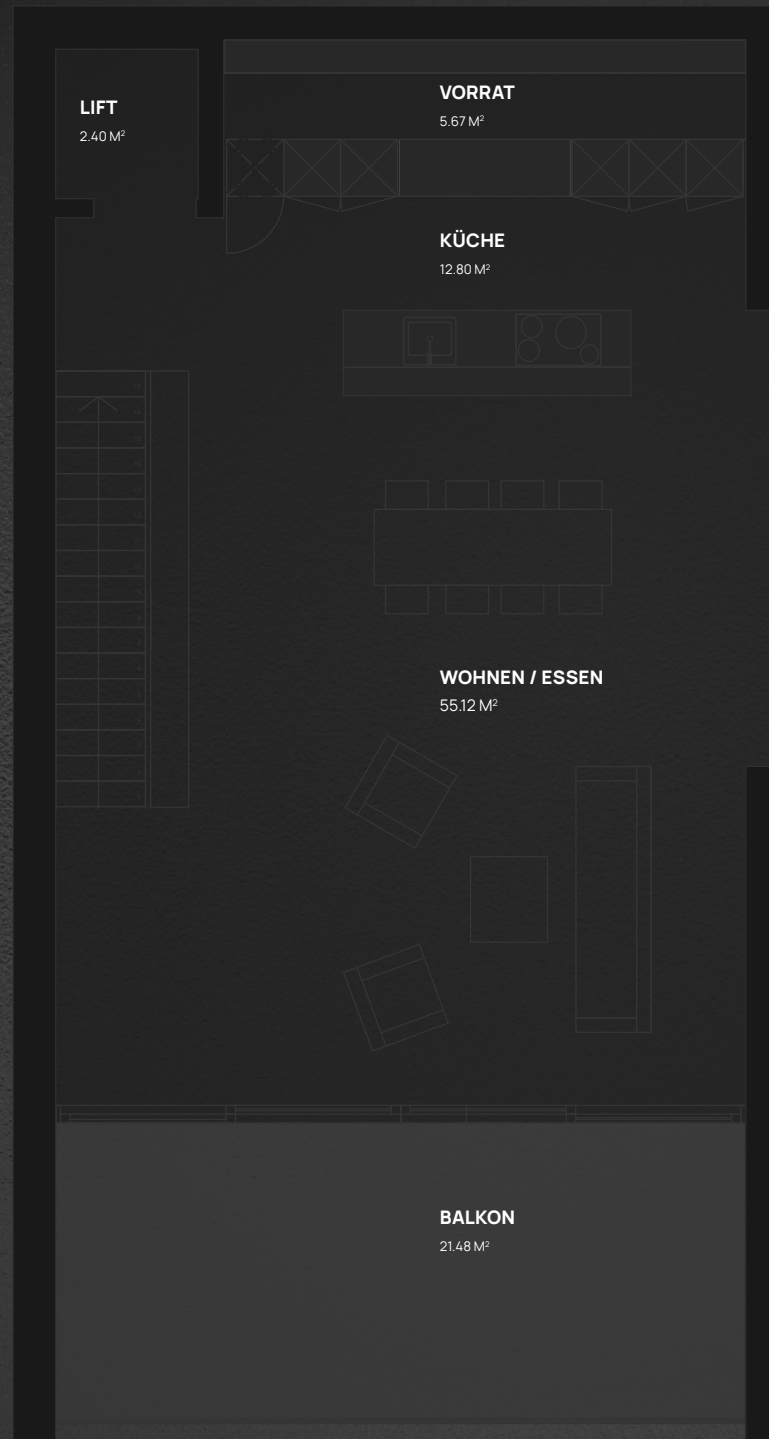 LIFT
2.40 M²
VORRAT
5.67 M²
KÜCHE
12.80 M²
WOHNEN / ESSEN
55.12 M²
BALKON
21.48 M²